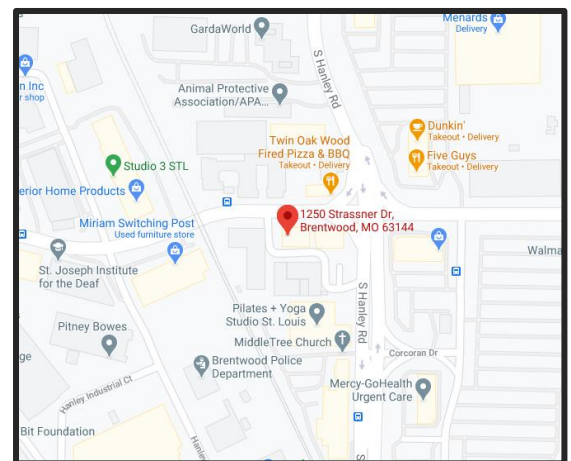 Menards
Delivery
GardaWorld
n Inc
r shop
S Hanley Rd
Animal Protective
Association/APA...
Dunkin'
Takeout • Delivery
Twin Oak Wood
Fired Pizza & BBQ
Takeout • Delivery
Five Guys
Takeout • Delivery
Studio 3 STL
erior Home Products
1250 Strassner Dr,
Brentwood, MO 63144
Miriam Switching Post
Used furniture store
Walma
St. Joseph Institute
for the Deaf
S Hanley Rd
Pilates + Yoga
Studio St. Louis
Pitney Bowes
MiddleTree Church
Corcoran Dr
ge
Brentwood Police
Department
Mercy-GoHealth
Urgent Care
Hanley Industrial Ct
Bit Foundation
Hanley
S